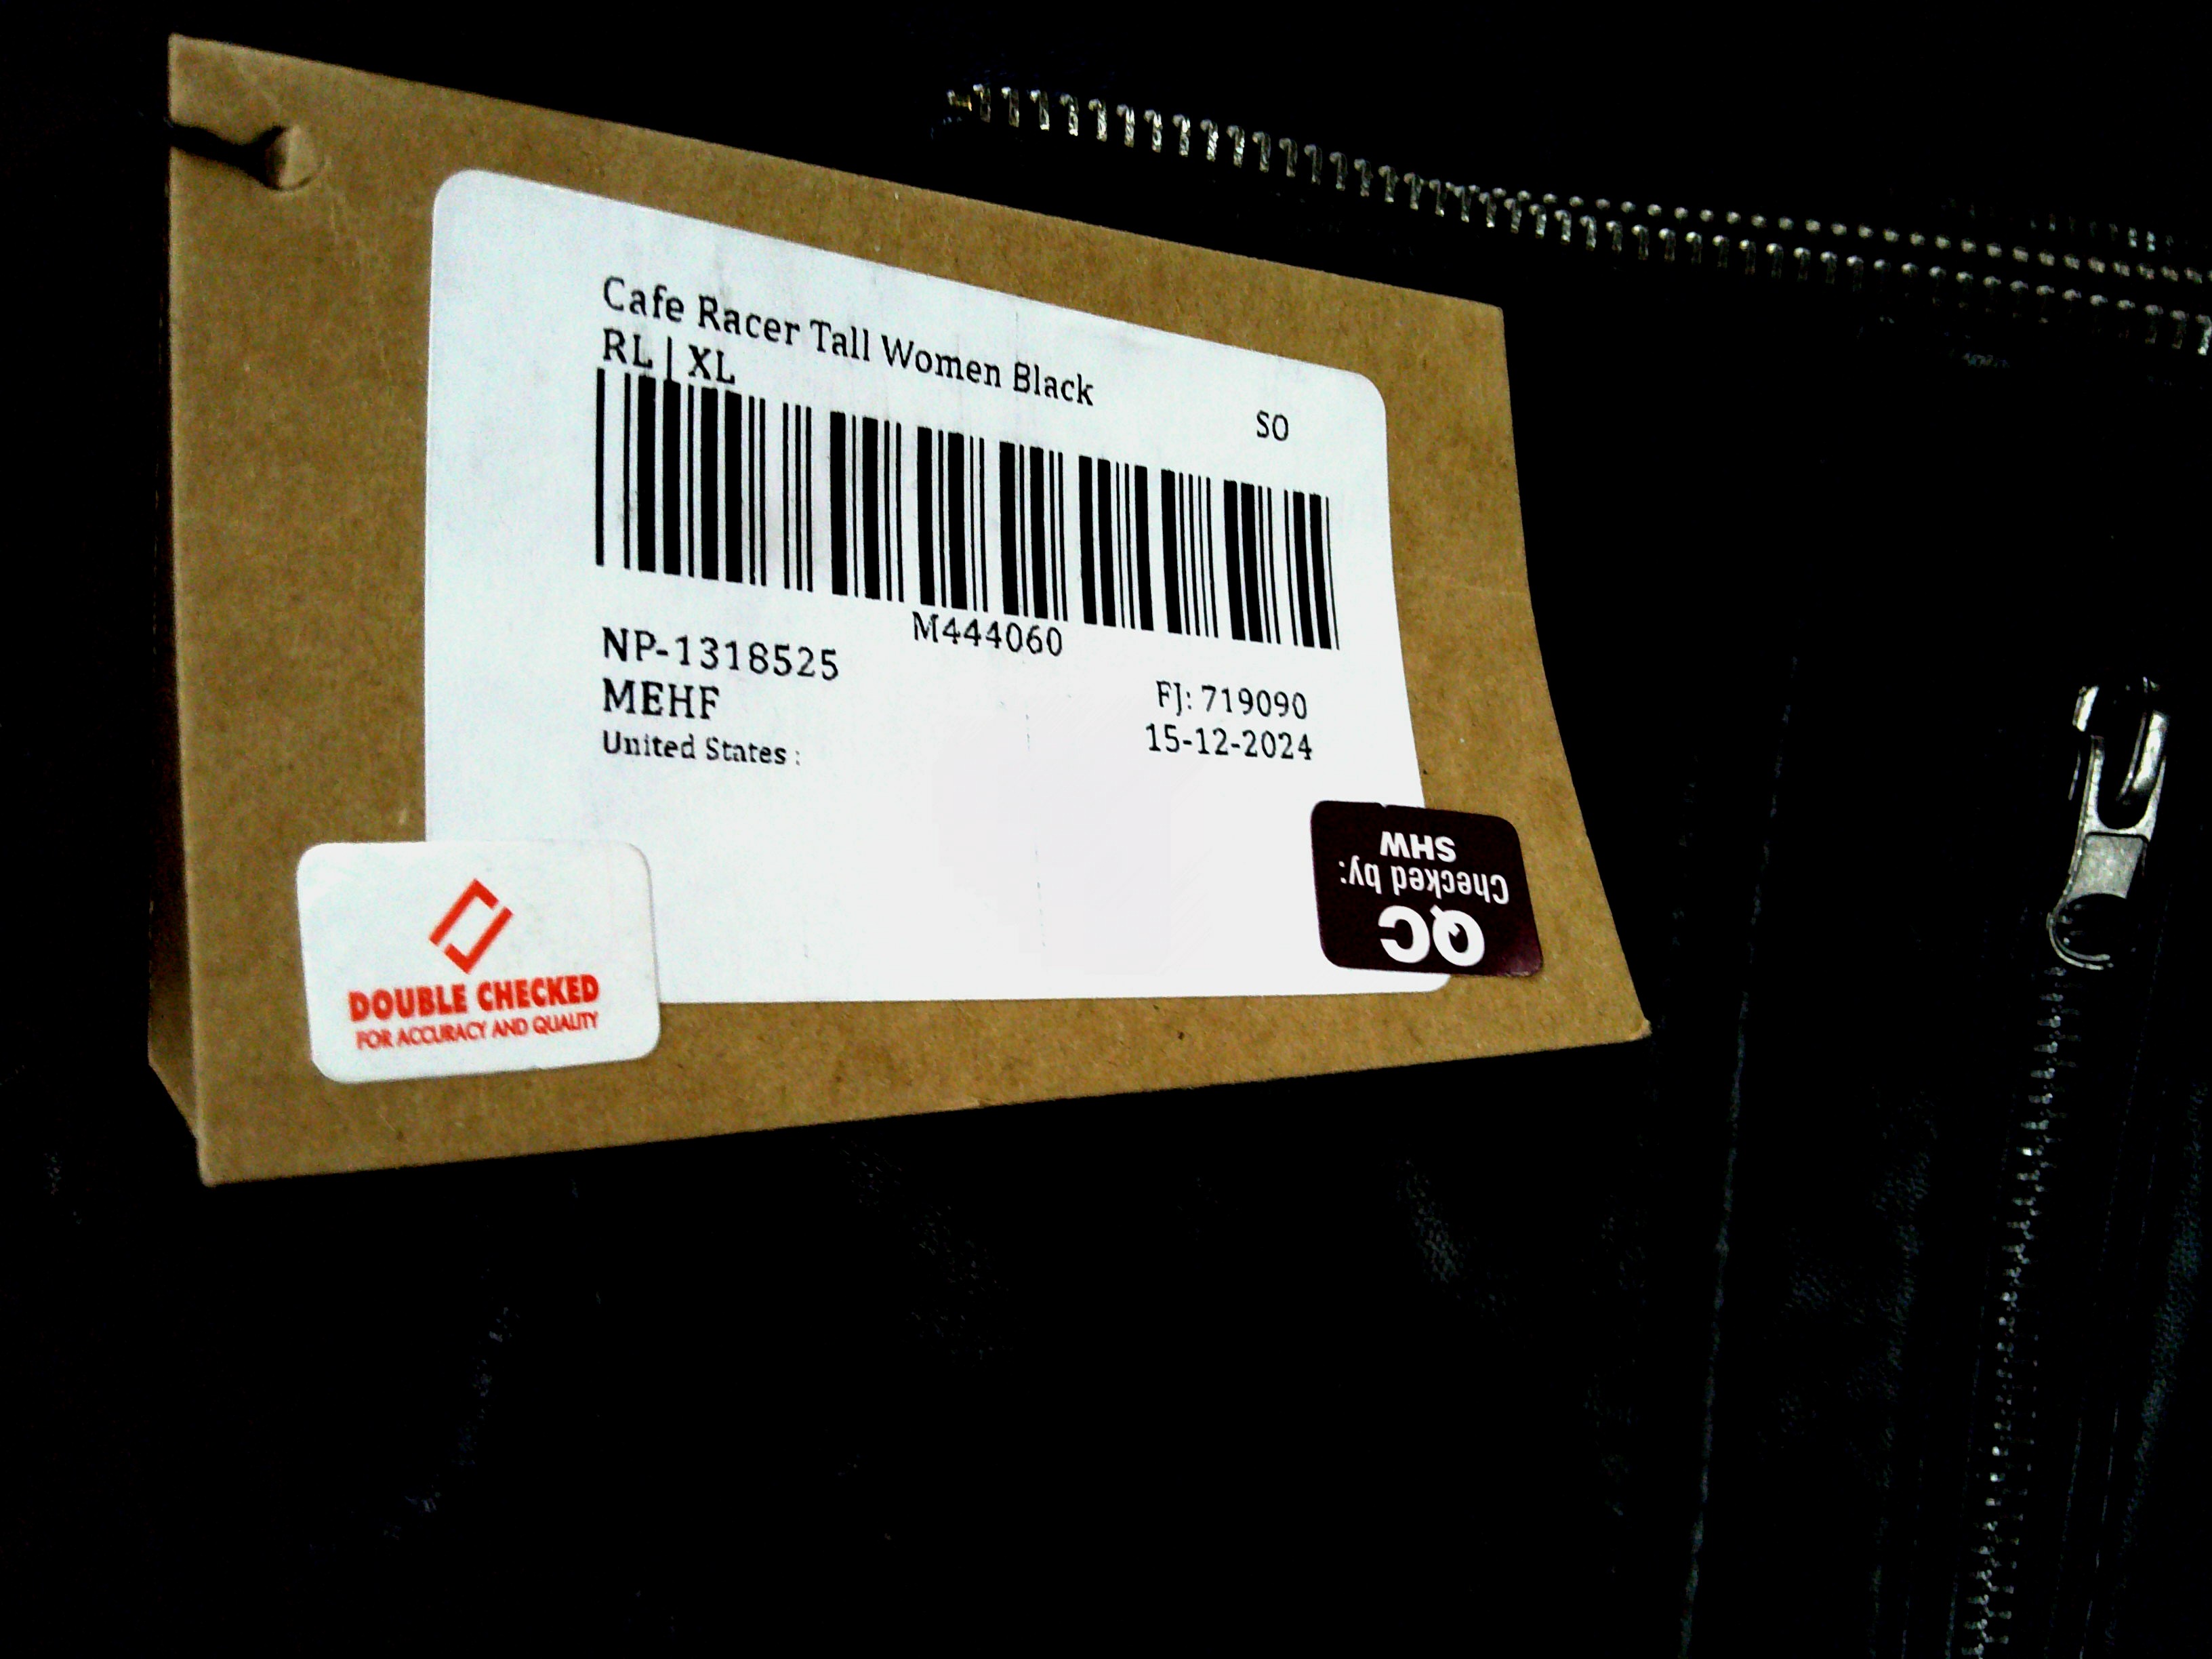 Cafe Racer Tall Women Black
RL | XL
SO
M444060
NP-1318525
MEHF
United States :
FJ: 719090
15-12-2024
DOUBLE CHECKED
FOR ACCURACY AND QUALITY
QC
Checked by:
SHW